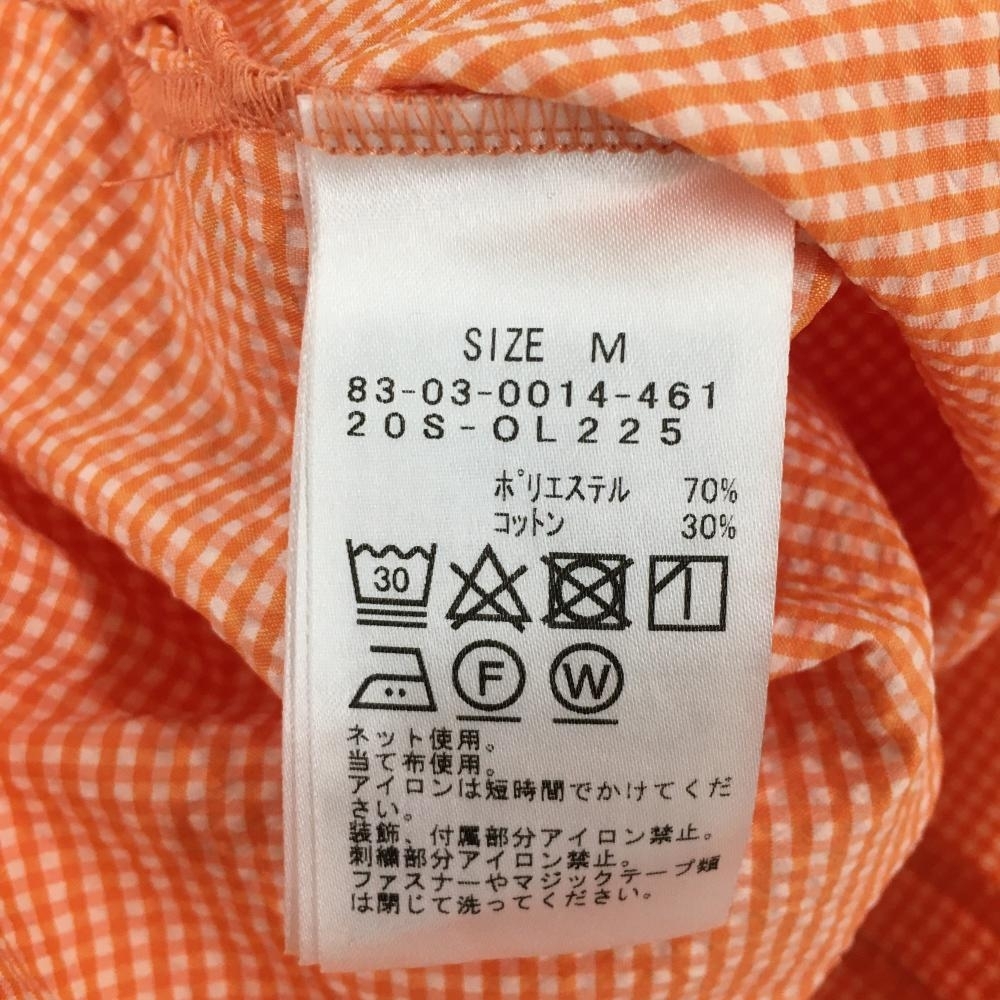 SIZE M
83-03-0014-461
20S-OL225
ポリエステル 70%
コットン 30%
30
F W
ネット使用。
当て布使用。
アイロンは短時間でかけてくだ
さい。
装飾、付属部分アイロン禁止。
刺繍部分アイロン禁止。
ファスナーやマジックテープ類
は閉じて洗ってください。